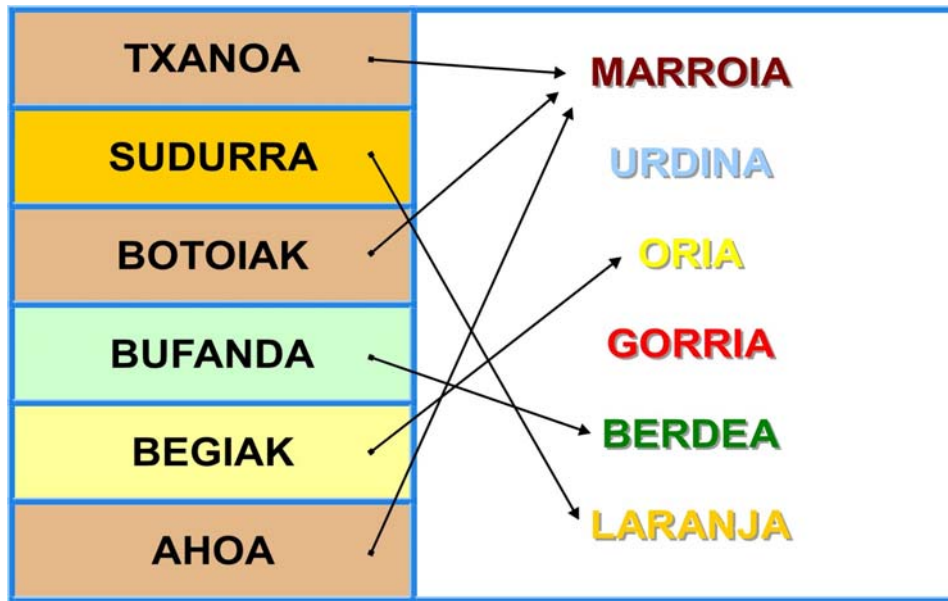 TXANOA
SUDURRA
BOTOIAK
BUFANDA
BEGIAK
AHOA
MARROIA
URDINA
ORIA
GORRIA
BERDEA
LARANJA